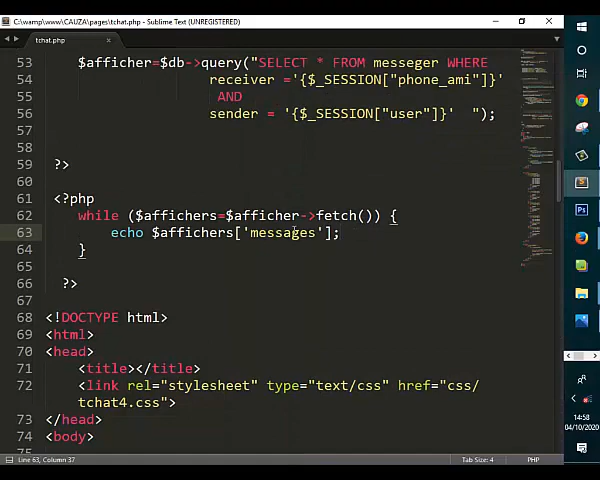 C:\wamp\www\CAUZA\pages\tchat.php - Sublime Text (UNREGISTERED)
tchat.php
53 $afficher=$db->query("SELECT * FROM messeger WHERE
54 receiver ='{$_SESSION["phone_ami"]}'
55 AND
56 sender = '{$_SESSION["user"]}' ");
57
58
59 ?>
60
61 <?php
62 while ($affichers=$afficher->fetch()) {
63 echo $affichers['messages'];
64 }
65
66 ?>
67
68 <!DOCTYPE html>
69 <html>
70 <head>
71 <title></title>
72 <link rel="stylesheet" type="text/css" href="css/
tchat4.css">
73 </head>
74 <body>
Line 63, Column 37
Tab Size: 4
PHP
14:58
04/10/2020